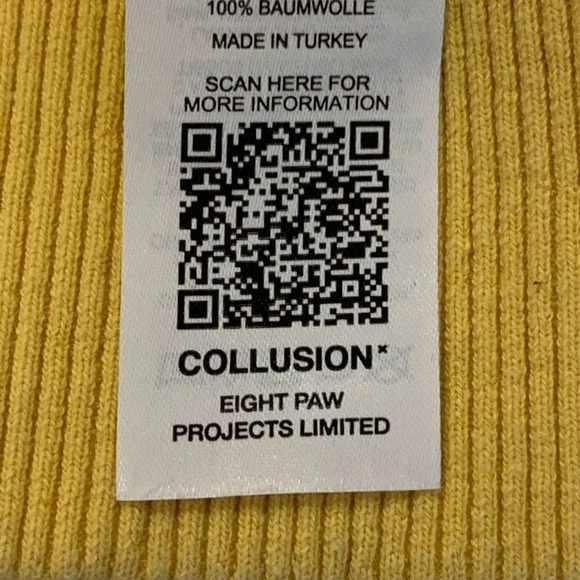 100% BAUMWOLLE
MADE IN TURKEY
SCAN HERE FOR
MORE INFORMATION
COLLUSION×
EIGHT PAW
PROJECTS LIMITED